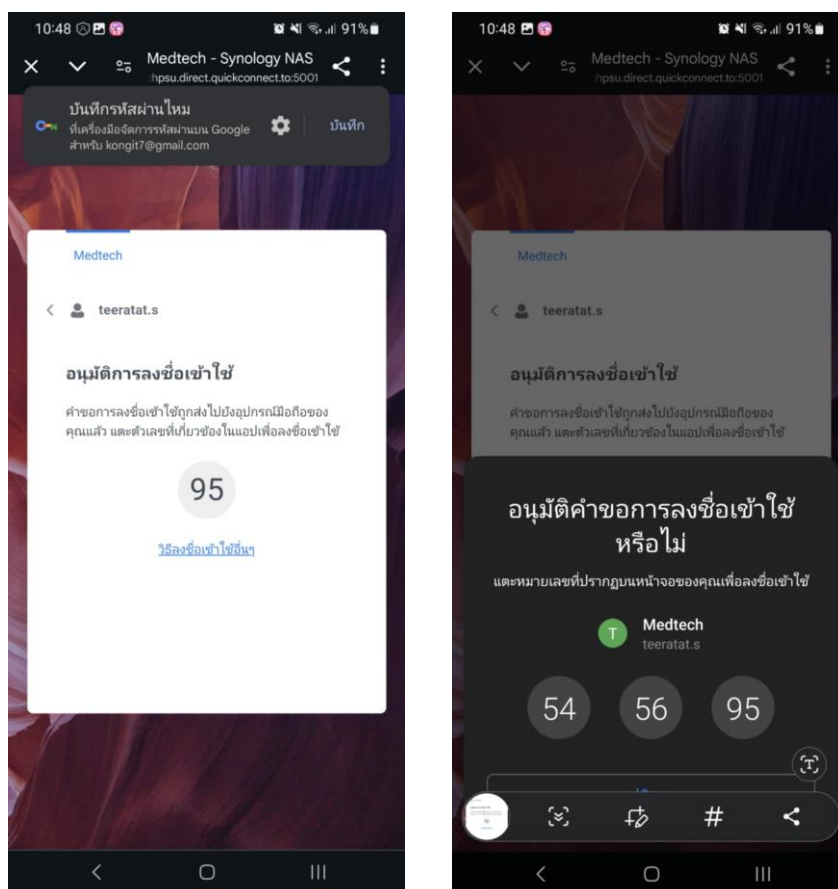 10:48
91%
Medtech - Synology NAS
hpsu.direct.quickconnect.to:5001
บันทึกรหัสผ่านไหม
ที่เครื่องมือจัดการรหัสผ่านบน Google
สำหรับ kongit7@gmail.com
บันทึก
Medtech
teeratat.s
อนุมัติการลงชื่อเข้าใช้
คำขอการลงชื่อเข้าใช้ถูกส่งไปยังอุปกรณ์มือถือของ
คุณแล้ว แตะตัวเลขที่เกี่ยวข้องในแอปเพื่อลงชื่อเข้าใช้
95
วิธีลงชื่อเข้าใช้อื่นๆ
10:48
91%
Medtech - Synology NAS
hpsu.direct.quickconnect.to:5001
Medtech
teeratat.s
อนุมัติการลงชื่อเข้าใช้
คำขอการลงชื่อเข้าใช้ถูกส่งไปยังอุปกรณ์มือถือของ
คุณแล้ว แตะตัวเลขที่เกี่ยวข้องในแอปเพื่อลงชื่อเข้าใช้
อนุมัติคำขอการลงชื่อเข้าใช้
หรือไม่
แตะหมายเลขที่ปรากฏบนหน้าจอของคุณเพื่อลงชื่อเข้าใช้
T
Medtech
teeratat.s
54 56 95